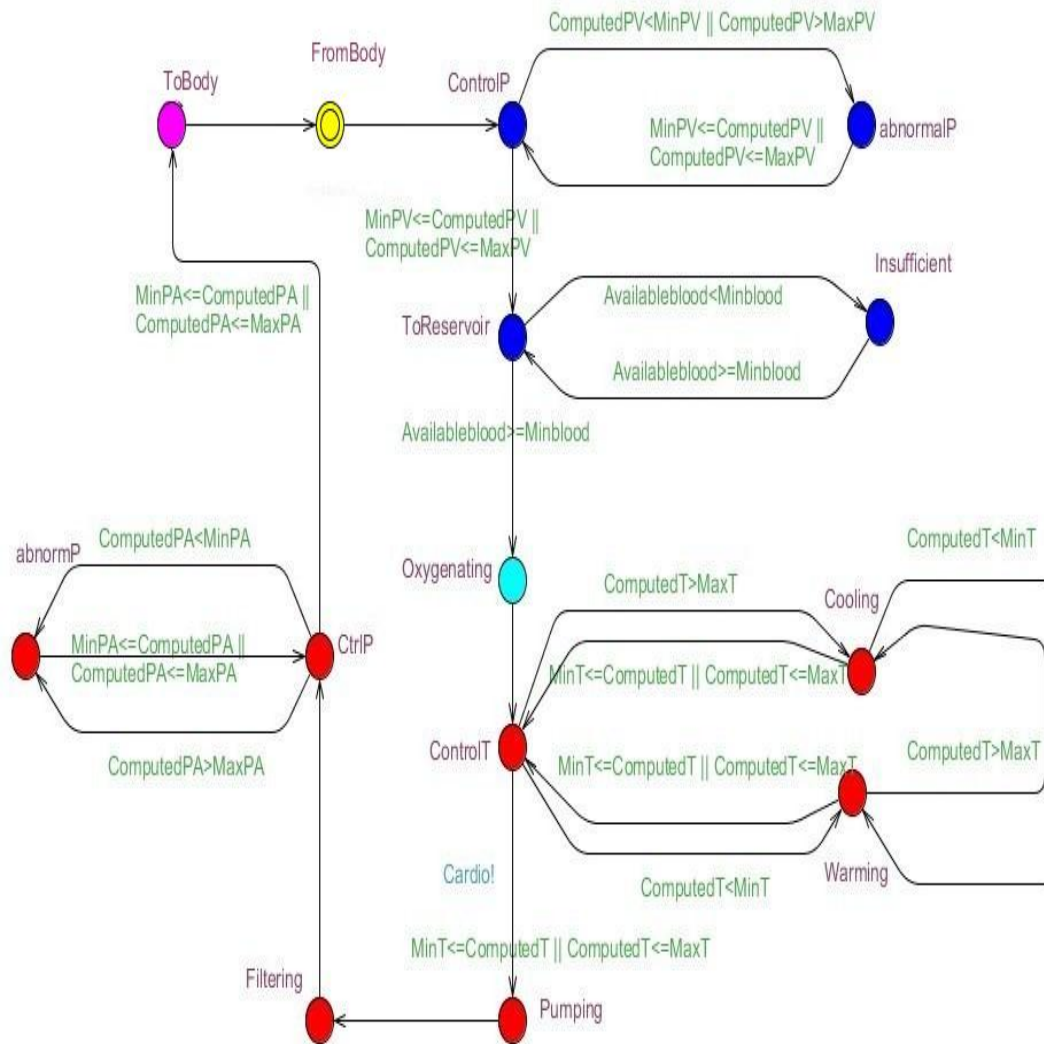 ComputedPV<MinPV || ComputedPV>MaxPV
FromBody
ToBody
ControlP
MinPV<=ComputedPV ||
ComputedPV<=MaxPV
abnormalP
MinPV<=ComputedPV ||
ComputedPV<=MaxPV
Insufficient
MinPA<=ComputedPA ||
ComputedPA<=MaxPA
Availableblood<Minblood
ToReservoir
Availableblood>=Minblood
Availableblood>=Minblood
ComputedPA<MinPA
abnormP
ComputedT<MinT
Oxygenating
ComputedT>MaxT
Cooling
MinPA<=ComputedPA ||
ComputedPA<=MaxPA
CtrlP
MinT<=ComputedT || ComputedT<=MaxT
ControlT
ComputedT>MaxT
ComputedPA>MaxPA
MinT<=ComputedT || ComputedT<=MaxT
Cardio!
Warming
ComputedT<MinT
MinT<=ComputedT || ComputedT<=MaxT
Filtering
Pumping